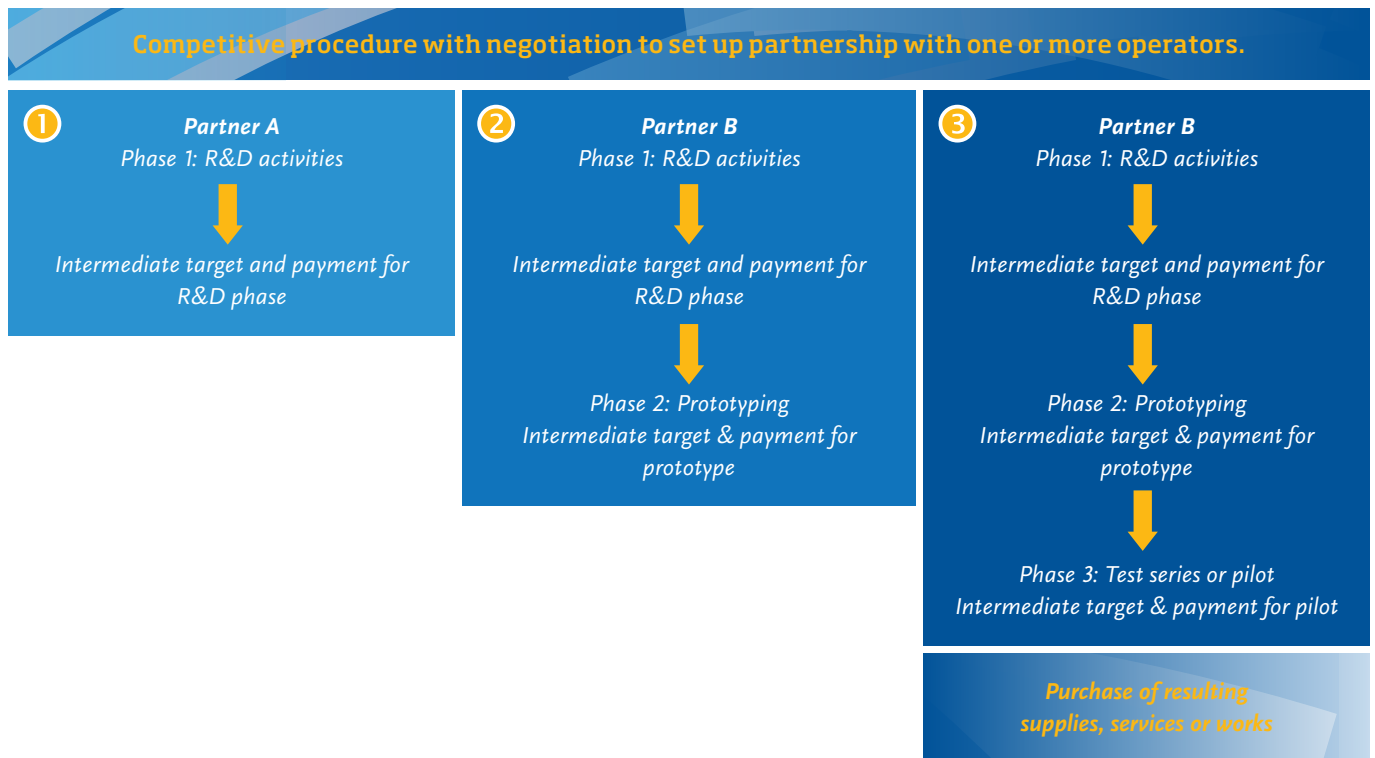 Competitive procedure with negotiation to set up partnership with one or more operators.
1
Partner A
Phase 1: R&D activities
Intermediate target and payment for
R&D phase
2
Partner B
Phase 1: R&D activities
Intermediate target and payment for
R&D phase
Phase 2: Prototyping
Intermediate target & payment for
prototype
3
Partner B
Phase 1: R&D activities
Intermediate target and payment for
R&D phase
Phase 2: Prototyping
Intermediate target & payment for
prototype
Phase 3: Test series or pilot
Intermediate target & payment for pilot
Purchase of resulting
supplies, services or works